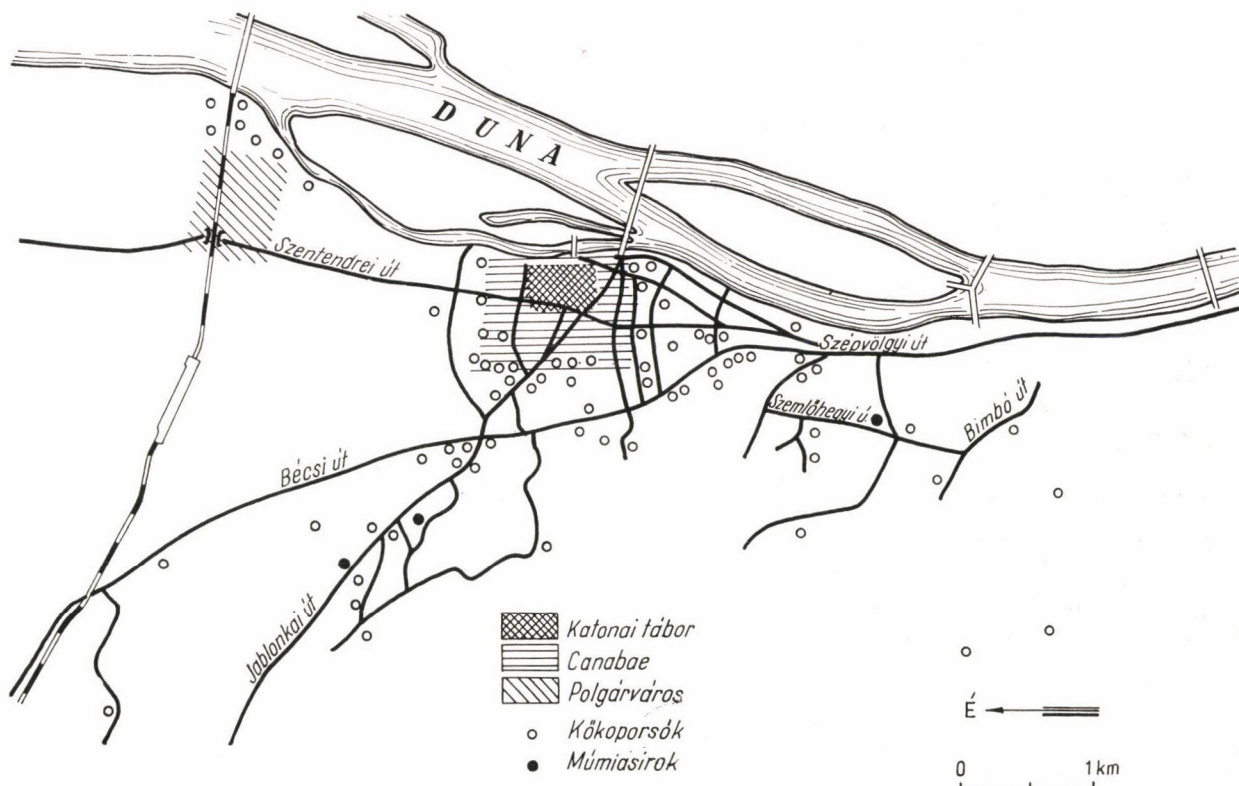 DUNA
Szentendrei út
Szépvölgyi út
Szemlőhegyi ú.
Bimbó út
Bécsi út
Jablonkai út
Katonai tábor
Canabae
Polgárváros
Kőkoporsók
Múmiasírok
É
0 1 km